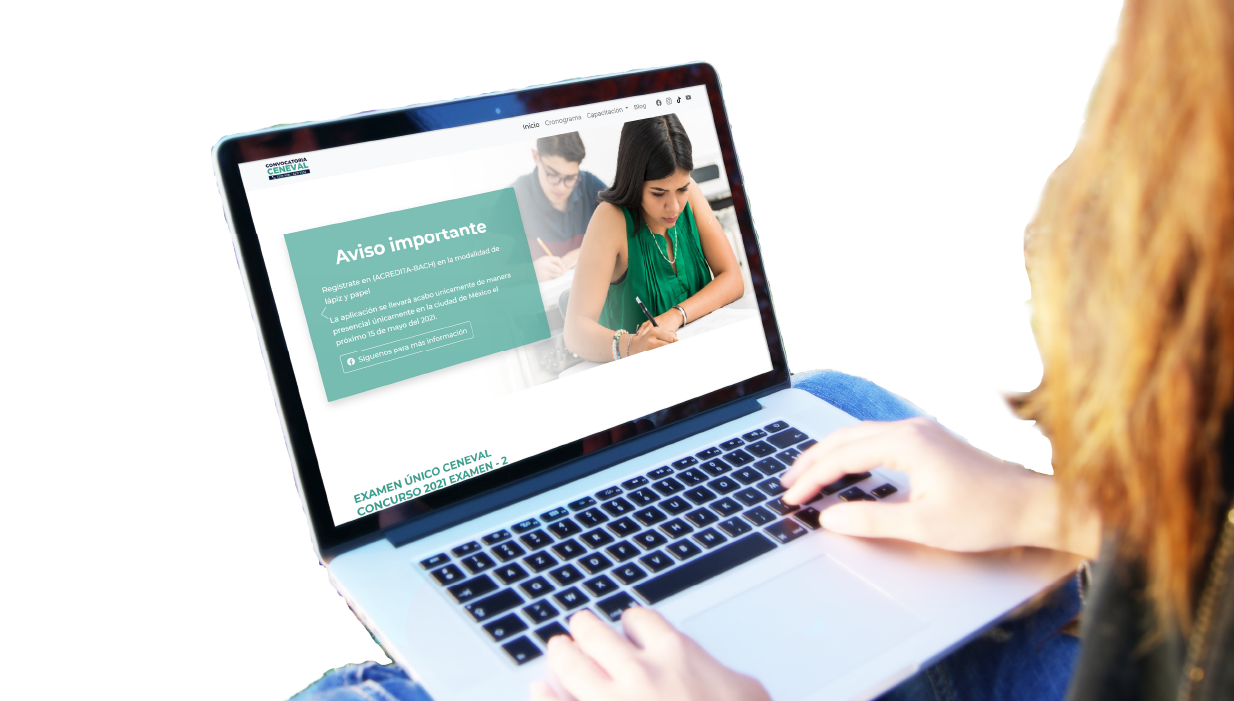 Inicio Cronograma Capacitación Blog
CONVOCATORIA
CENEVAL
Aviso importante
Registrate en (ACREDITA-BACH) en la modalidad de
lápiz y papel
La aplicación se llevará acabo unicamente de manera
presencial únicamente en la ciudad de México el
próximo 15 de mayo del 2021.
Síguenos para más información
EXAMEN ÚNICO CENEVAL
CONCURSO 2021 EXAMEN - 2